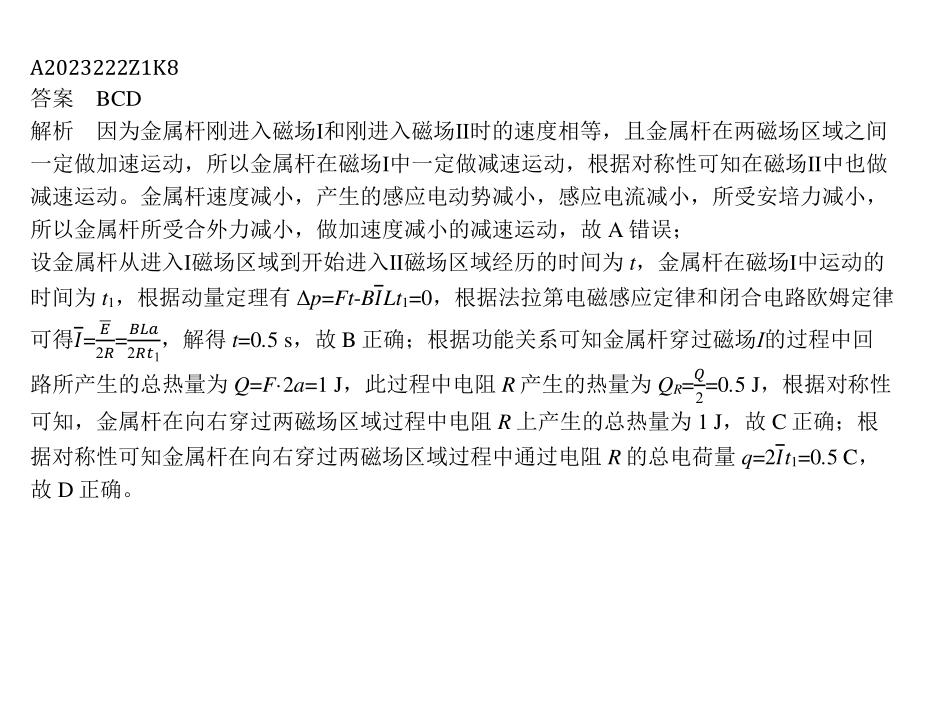 A2023222Z1K8
答案　BCD
解析　因为金属杆刚进入磁场Ⅰ和刚进入磁场Ⅱ时的速度相等，且金属杆在两磁场区域之间
一定做加速运动，所以金属杆在磁场Ⅰ中一定做减速运动，根据对称性可知在磁场Ⅱ中也做
减速运动。金属杆速度减小，产生的感应电动势减小，感应电流减小，所受安培力减小，
所以金属杆所受合外力减小，做加速度减小的减速运动，故 A 错误；
设金属杆从进入Ⅰ磁场区域到开始进入Ⅱ磁场区域经历的时间为 t，金属杆在磁场Ⅰ中运动的
时间为 t₁，根据动量定理有 Δp=Ft-BI̅Lt₁=0，根据法拉第电磁感应定律和闭合电路欧姆定律
可得I̅=E̅/2R=BLa/2Rt₁，解得 t=0.5 s，故 B 正确；根据功能关系可知金属杆穿过磁场I的过程中回
路所产生的总热量为 Q=F·2a=1 J，此过程中电阻 R 产生的热量为 Q_R=Q/2=0.5 J，根据对称性
可知，金属杆在向右穿过两磁场区域过程中电阻 R 上产生的总热量为 1 J，故 C 正确；根
据对称性可知金属杆在向右穿过两磁场区域过程中通过电阻 R 的总电荷量 q=2I̅t₁=0.5 C，
故 D 正确。